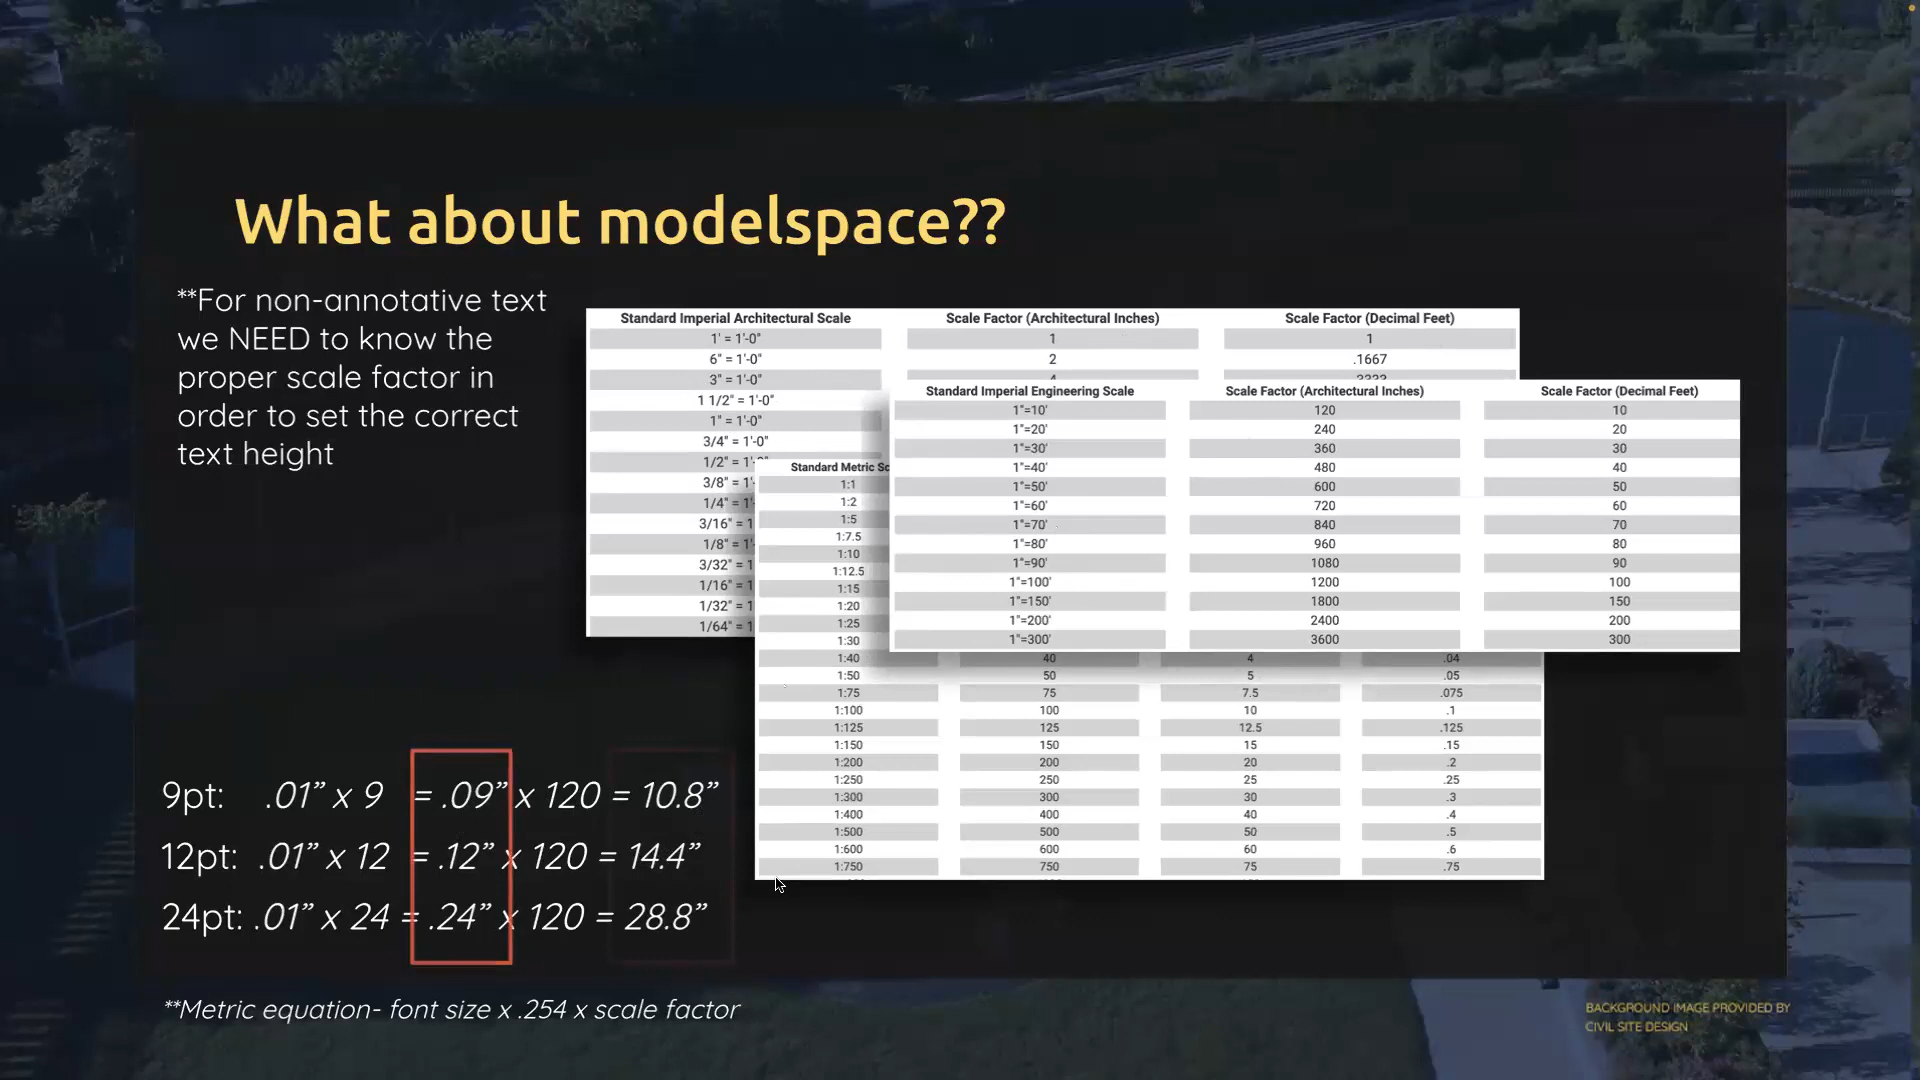 What about modelspace??
**For non-annotative text
we NEED to know the
proper scale factor in
order to set the correct
text height
Standard Imperial Architectural Scale Scale Factor (Architectural Inches) Scale Factor (Decimal Feet)
1' = 1'-0" 1 1
6" = 1'-0" 2 .1667
3" = 1'-0"
1 1/2" = 1'-0"
1" = 1'-0"
3/4" = 1'-0"
1/2" = 1'-0"
3/8" = 1'-
1/4" = 1'-
3/16" = 1
1/8" = 1'-
3/32" = 1
1/16" = 1
1/32" = 1
1/64" = 1
Standard Imperial Engineering Scale Scale Factor (Architectural Inches) Scale Factor (Decimal Feet)
1"=10' 120 10
1"=20' 240 20
1"=30' 360 30
1"=40' 480 40
1"=50' 600 50
1"=60' 720 60
1"=70' 840 70
1"=80' 960 80
1"=90' 1080 90
1"=100' 1200 100
1"=150' 1800 150
1"=200' 2400 200
1"=300' 3600 300
Standard Metric Sc
1:1
1:2
1:5
1:7.5
1:10
1:12.5
1:15
1:20
1:25
1:30
1:40 40 4 .04
1:50 50 5 .05
1:75 75 7.5 .075
1:100 100 10 .1
1:125 125 12.5 .125
1:150 150 15 .15
1:200 200 20 .2
1:250 250 25 .25
1:300 300 30 .3
1:400 400 40 .4
1:500 500 50 .5
1:600 600 60 .6
1:750 750 75 .75
9pt: .01” x 9 = .09” x 120 = 10.8”
12pt: .01” x 12 = .12” x 120 = 14.4”
24pt: .01” x 24 = .24” x 120 = 28.8”
**Metric equation- font size x .254 x scale factor
BACKGROUND IMAGE PROVIDED BY
CIVIL SITE DESIGN